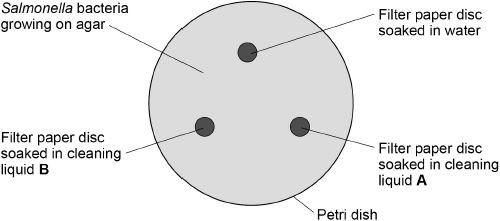 Salmonella bacteria
growing on agar
Filter paper disc
soaked in water
Filter paper disc
soaked in cleaning
liquid B
Filter paper disc
soaked in cleaning
liquid A
Petri dish